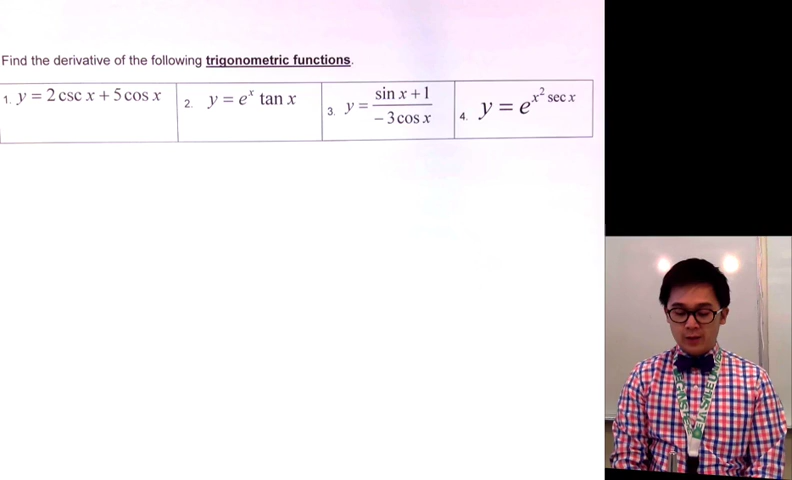 Find the derivative of the following trigonometric functions.
1. y = 2 csc x + 5 cos x
2. y = e^x tan x
3. y = (sin x + 1) / (− 3 cos x)
4. y = e^(x² sec x)